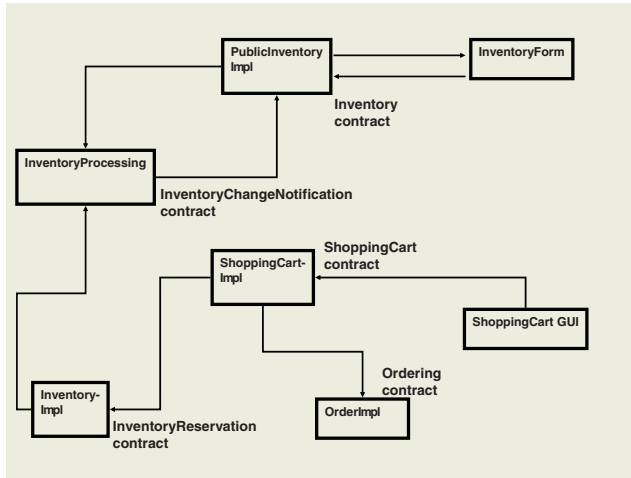 PublicInventory
Impl
InventoryForm
Inventory
contract
InventoryProcessing
InventoryChangeNotification
contract
ShoppingCart-
Impl
ShoppingCart
contract
ShoppingCart GUI
Ordering
contract
Inventory-
Impl
InventoryReservation
contract
OrderImpl